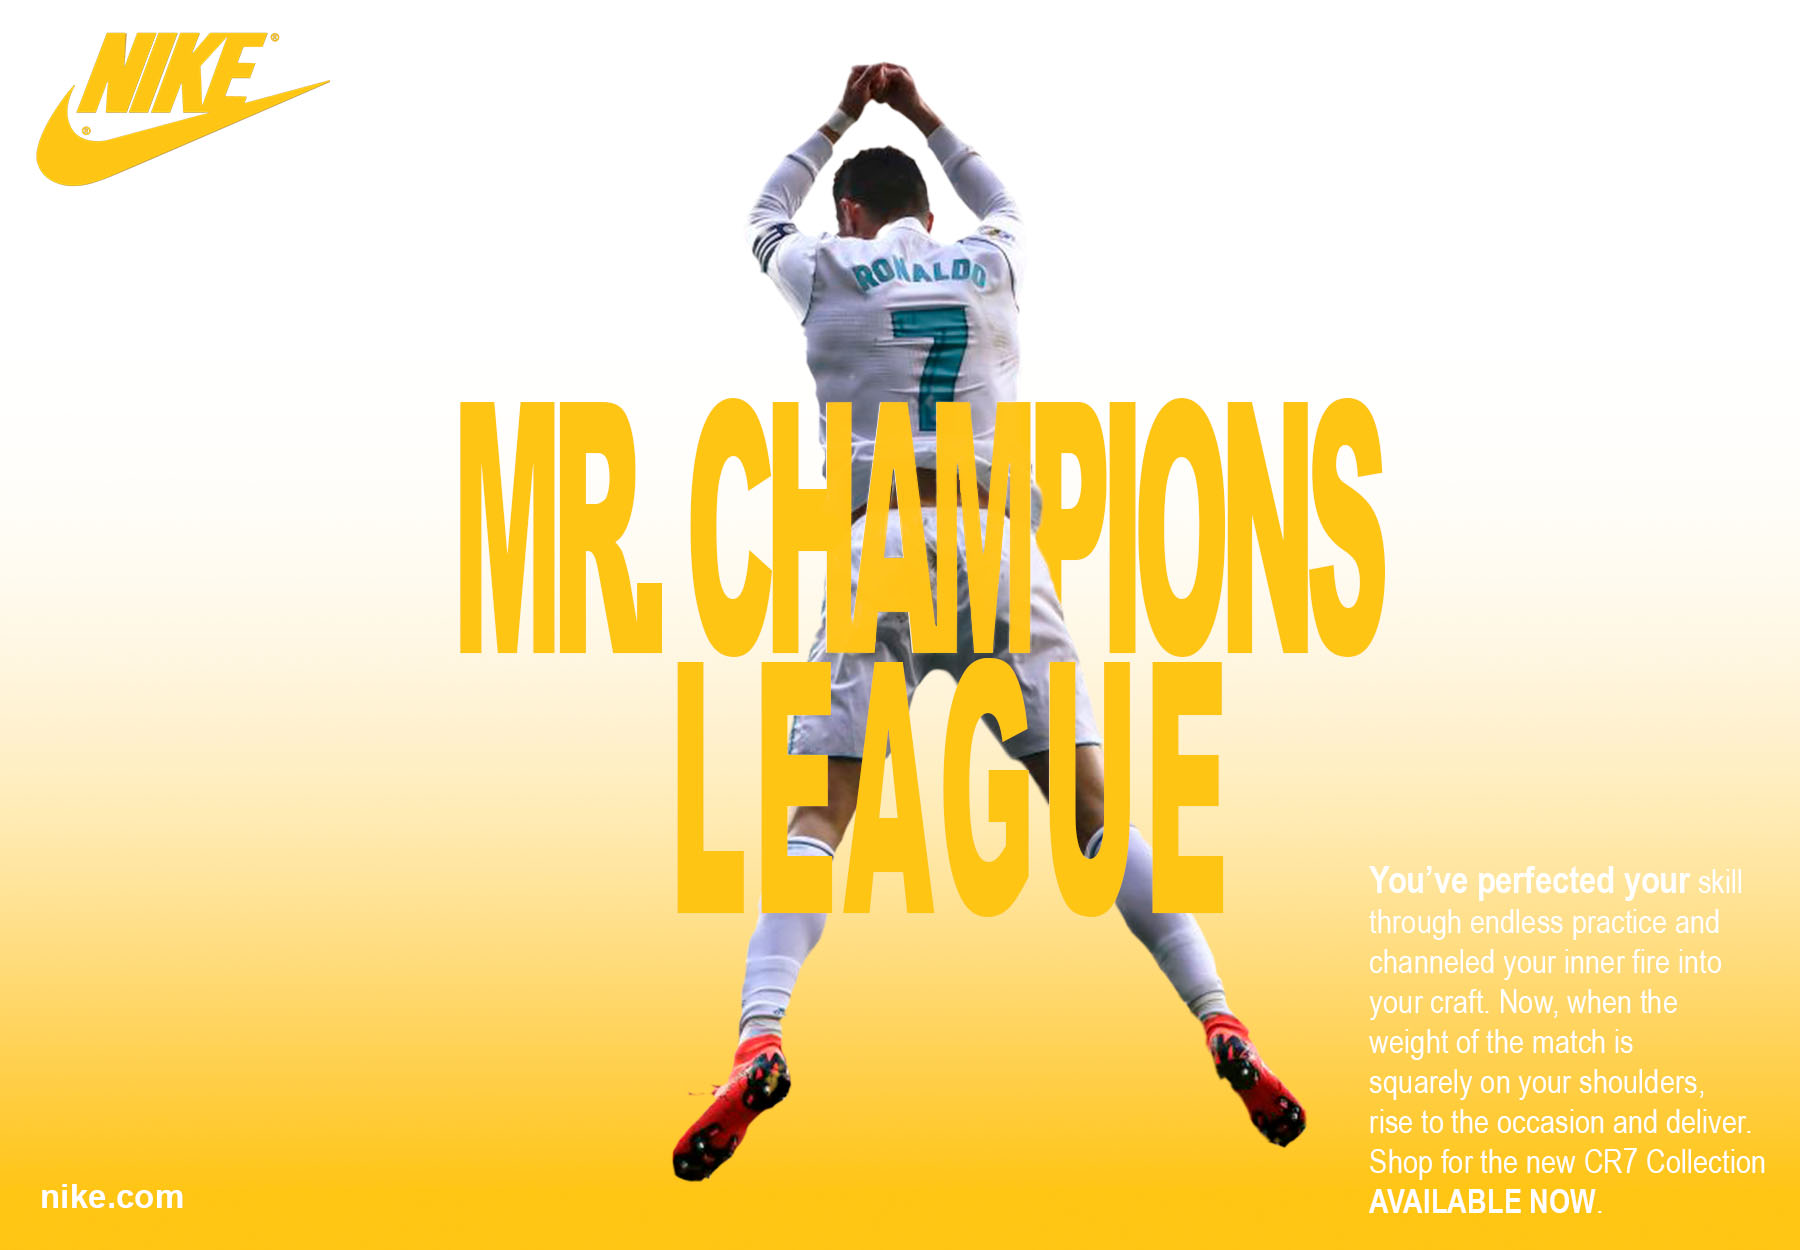 NIKE®
®
RONALDO
7
MR. CHAMPIONS
LEAGUE
You’ve perfected your skill
through endless practice and
channeled your inner fire into
your craft. Now, when the
weight of the match is
squarely on your shoulders,
rise to the occasion and deliver.
Shop for the new CR7 Collection
AVAILABLE NOW.
nike.com